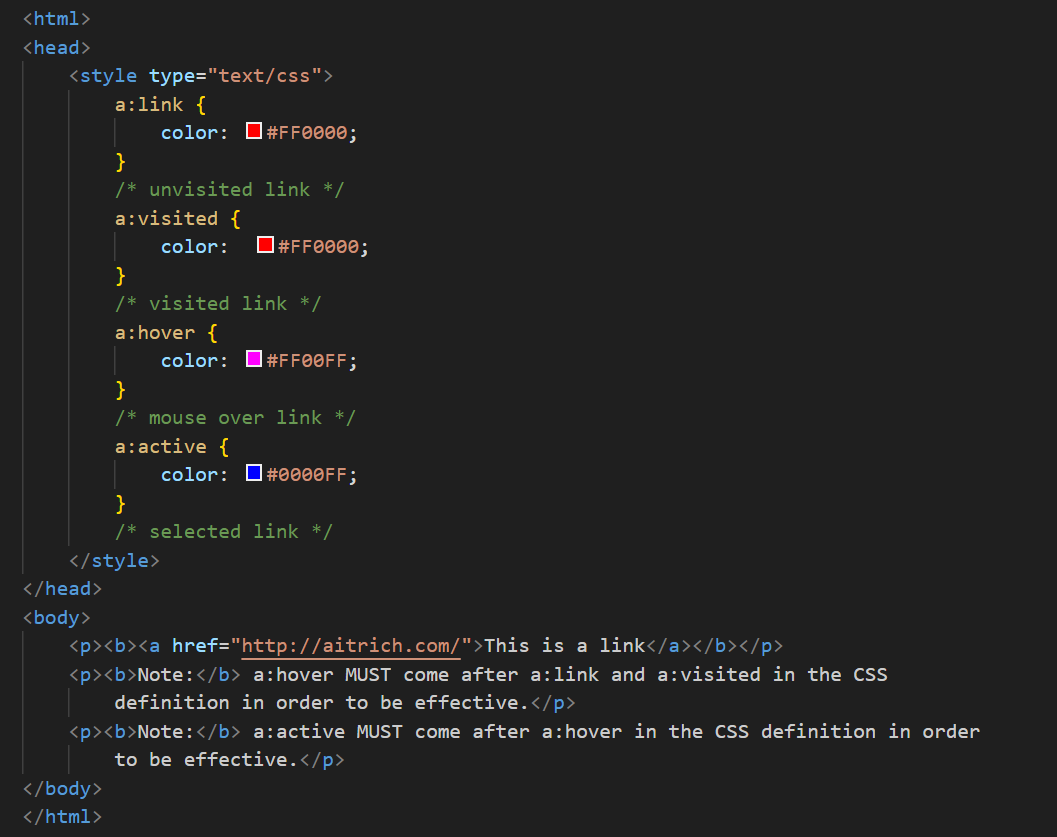 <html>
<head>
    <style type="text/css">
        a:link {
            color: #FF0000;
        }
        /* unvisited link */
        a:visited {
            color:  #FF0000;
        }
        /* visited link */
        a:hover {
            color: #FF00FF;
        }
        /* mouse over link */
        a:active {
            color: #0000FF;
        }
        /* selected link */
    </style>
</head>
<body>
    <p><b><a href="http://aitrich.com/">This is a link</a></b></p>
    <p><b>Note:</b> a:hover MUST come after a:link and a:visited in the CSS
        definition in order to be effective.</p>
    <p><b>Note:</b> a:active MUST come after a:hover in the CSS definition in order
        to be effective.</p>
</body>
</html>